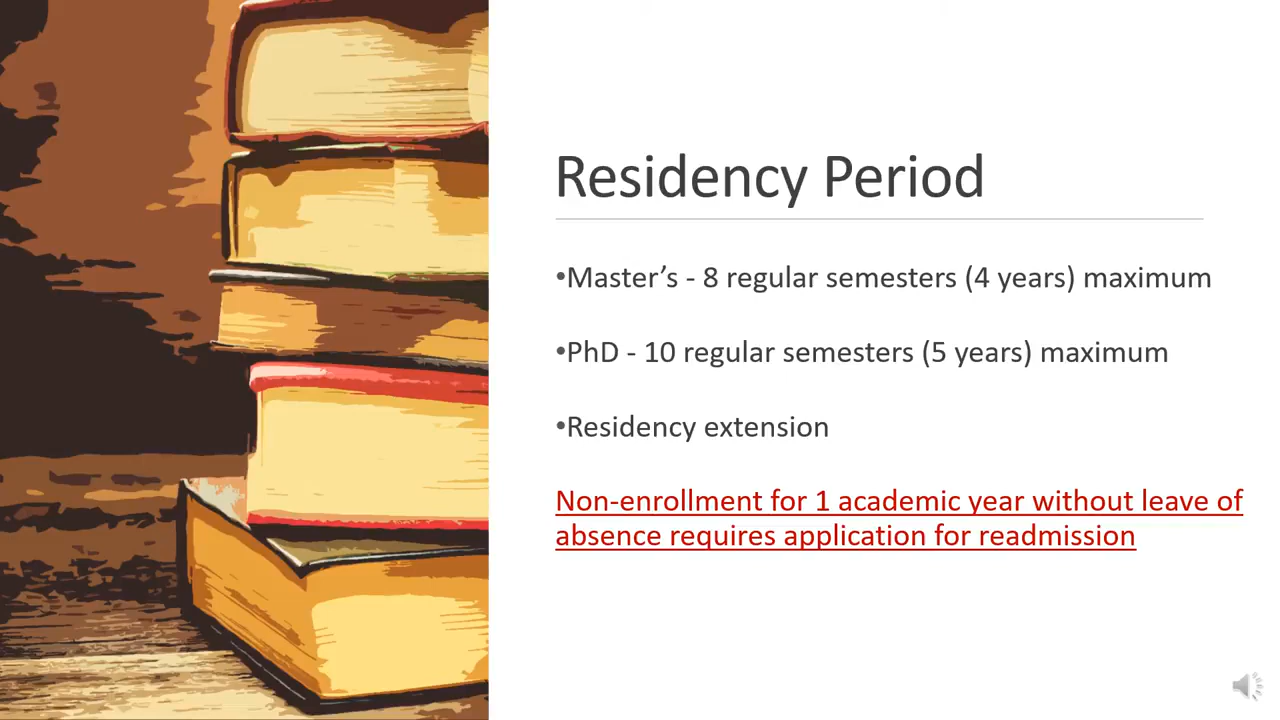 Residency Period
•Master’s - 8 regular semesters (4 years) maximum
•PhD - 10 regular semesters (5 years) maximum
•Residency extension
Non-enrollment for 1 academic year without leave of
absence requires application for readmission